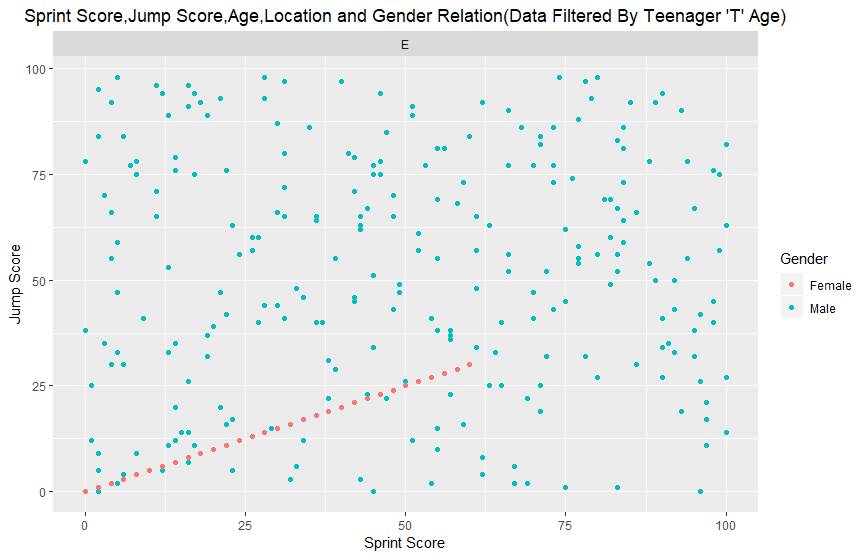 Sprint Score,Jump Score,Age,Location and Gender Relation(Data Filtered By Teenager 'T' Age)
E
100
75
50
25
0
Jump Score
0
25
50
75
100
Sprint Score
Gender
Female
Male